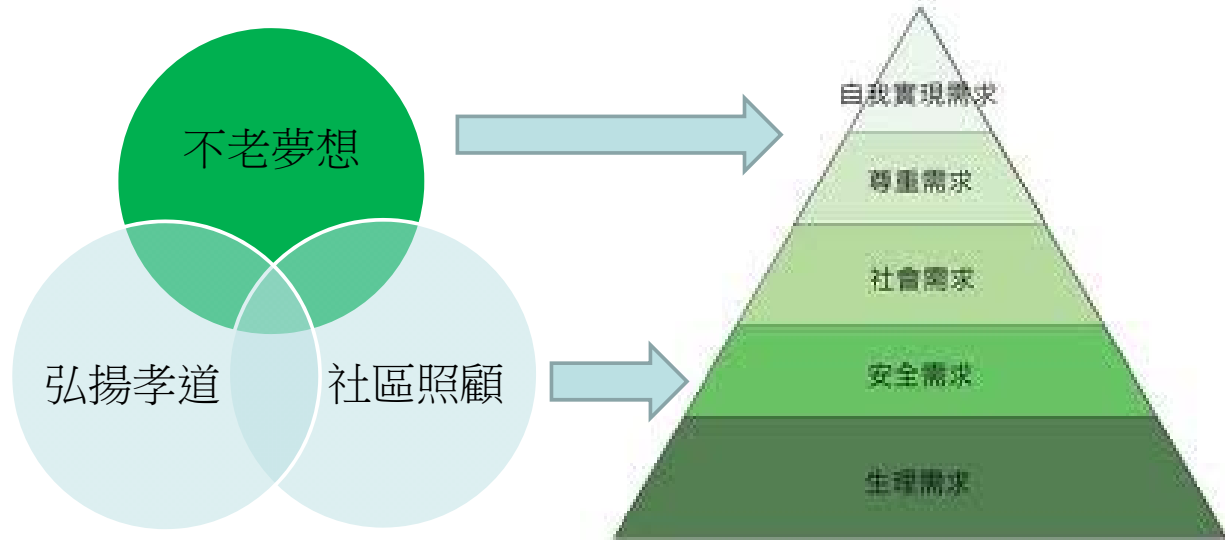 不老夢想
弘揚孝道
社區照顧
自我實現需求
尊重需求
社會需求
安全需求
生理需求